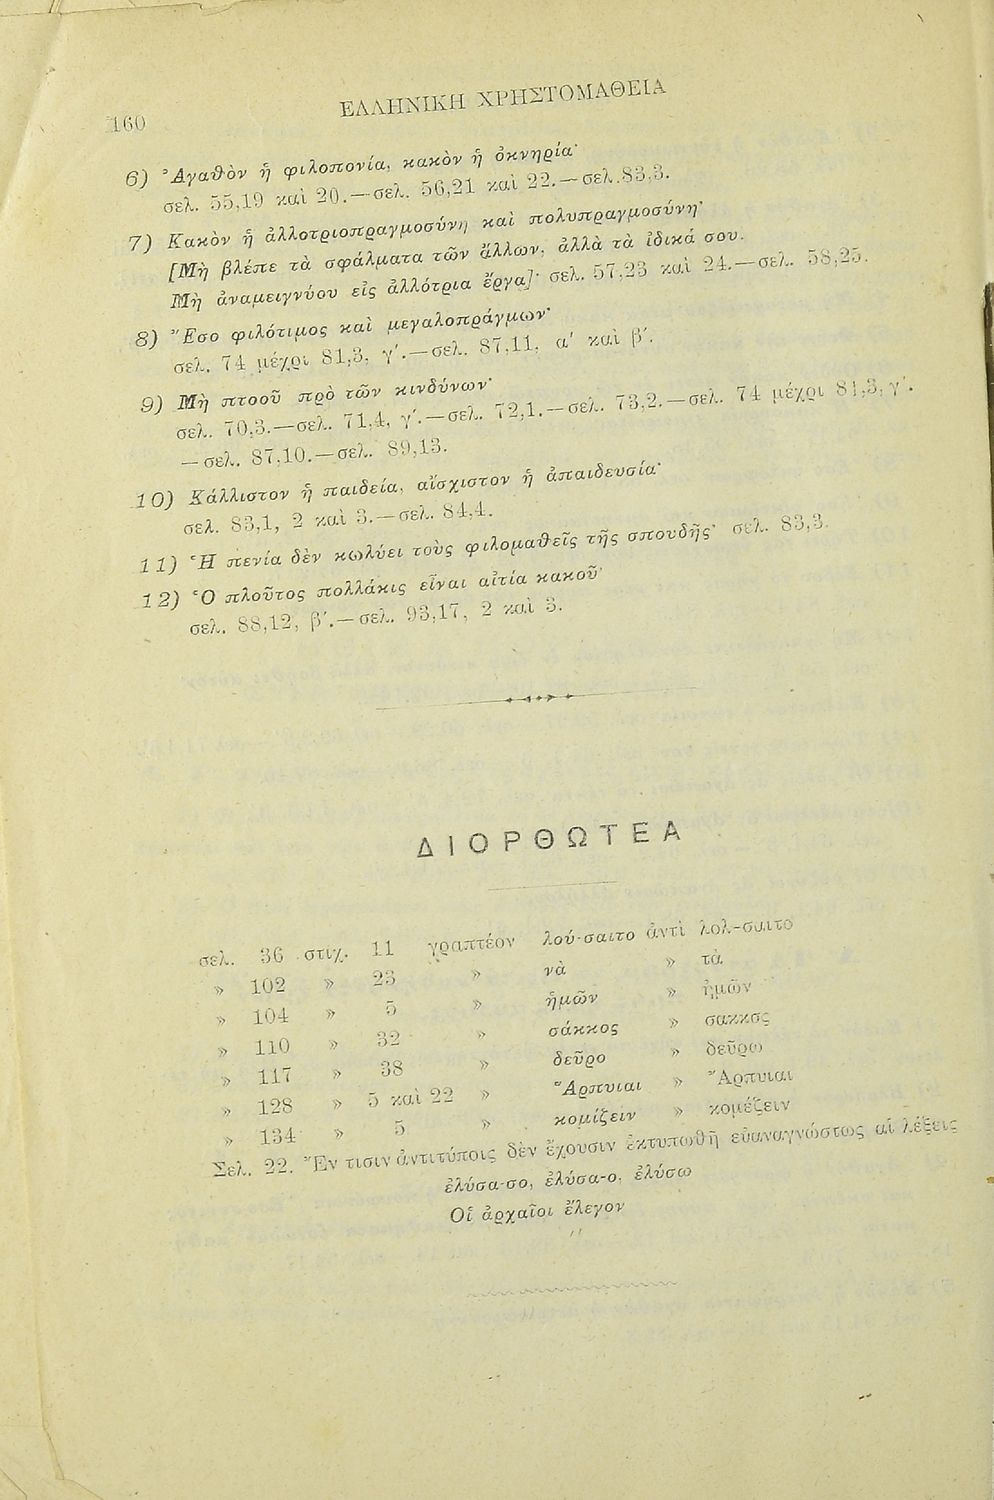 160
ΕΛΛΗΝΙΚΗ ΧΡΗΣΤΟΜΑΘΕΙΑ
6) Ἀγαθὸν ἡ φιλοπονία, κακὸν ἡ ὀκνηρία·
σελ. 55,19 καὶ 20.—σελ. 56,21 καὶ 22.—σελ.83,3.
7) Κακὸν ἡ ἀλλοτριοπραγμοσύνη καὶ πολυπραγμοσύνη·
[Μὴ βλέπε τὰ σφάλματα τῶν ἄλλων, ἀλλὰ τὰ ἰδικά σου.
Μὴ ἀναμειγνύου εἰς ἀλλότρια ἔργα]· σελ. 57,23 καὶ 24.—σελ. 58,25.
8) Ἔσο φιλότιμος καὶ μεγαλοπράγμων·
σελ. 74 μέχρι 81,3, γ΄.—σελ. 87,11, α΄ καὶ β΄.
9) Μὴ πτοοῦ πρὸ τῶν κινδύνων·
σελ. 70,3.—σελ. 71,4, γ΄.—σελ. 72,1.—σελ. 73,2.—σελ. 74 μέχρι 81,3, γ΄.
—σελ. 87,10.—σελ. 89,13.
10) Κάλλιστον ἡ παιδεία, αἴσχιστον ἡ ἀπαιδευσία·
σελ. 83,1, 2 καὶ 3.—σελ. 84,4.
11) Ἡ πενία δὲν κωλύει τοὺς φιλομαθεῖς τῆς σπουδῆς· σελ. 83,3.
12) Ὁ πλοῦτος πολλάκις εἶναι αἰτία κακοῦ·
σελ. 88,12, β΄.—σελ. 93,17, 2 καὶ 3.
ΔΙΟΡΘΩΤΕΑ
σελ. 36 στιχ. 11 γραπτέον λού-σαιτο ἀντὶ λολ-σαιτο
» 102 » 23 » νὰ » τὰ
» 104 » 5 » ἡμῶν » ἠμῶν
» 110 » 32 » σάκκος » σακκσς
» 117 » 38 » δεῦρο » δεῦρω
» 128 » 5 καὶ 22 » Ἅρπυιαι » Ἄρπυιαι
» 134 » 5 » κομίζειν » κομέζειν
Σελ. 22. Ἔν τισιν ἀντιτύποις δὲν ἔχουσιν ἐκτυπωθῆ εὐαναγνώστως αἱ λέξεις
ἐλύσα-σο, ἐλύσα-ο, ἐλύσω
Οἱ ἀρχαῖοι ἔλεγον